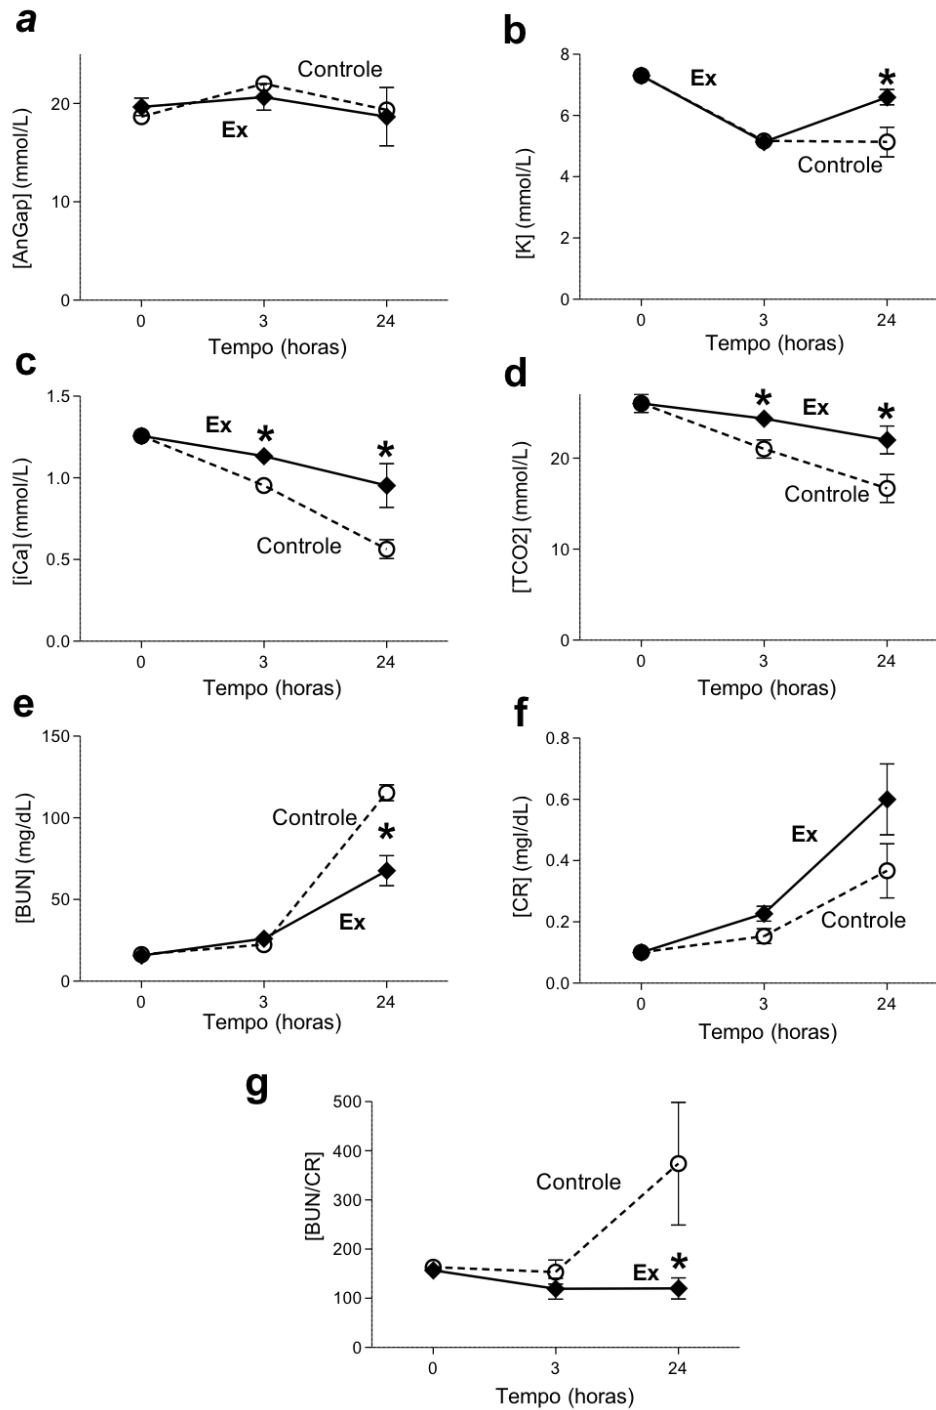 a
[AnGap] (mmol/L)
20
10
0
Controle
Ex
0 3 24
Tempo (horas)
b
[K] (mmol/L)
8
6
4
2
0
Ex
*
Controle
0 3 24
Tempo (horas)
c
[iCa] (mmol/L)
1.5
1.0
0.5
0.0
Ex
*
*
Controle
0 3 24
Tempo (horas)
d
[TCO2] (mmol/L)
20
10
0
*
Ex
*
Controle
0 3 24
Tempo (horas)
e
[BUN] (mg/dL)
150
100
50
0
Controle
*
Ex
0 3 24
Tempo (horas)
f
[CR] (mgl/dL)
0.8
0.6
0.4
0.2
0.0
Ex
Controle
0 3 24
Tempo (horas)
g
[BUN/CR]
500
400
300
200
100
0
Controle
*
Ex
0 3 24
Tempo (horas)